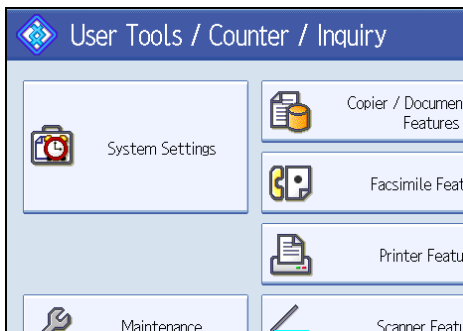 User Tools / Counter / Inquiry
System Settings
Copier / Documen
Features
Facsimile Feat
Printer Featu
Maintenance
Scanner Featu